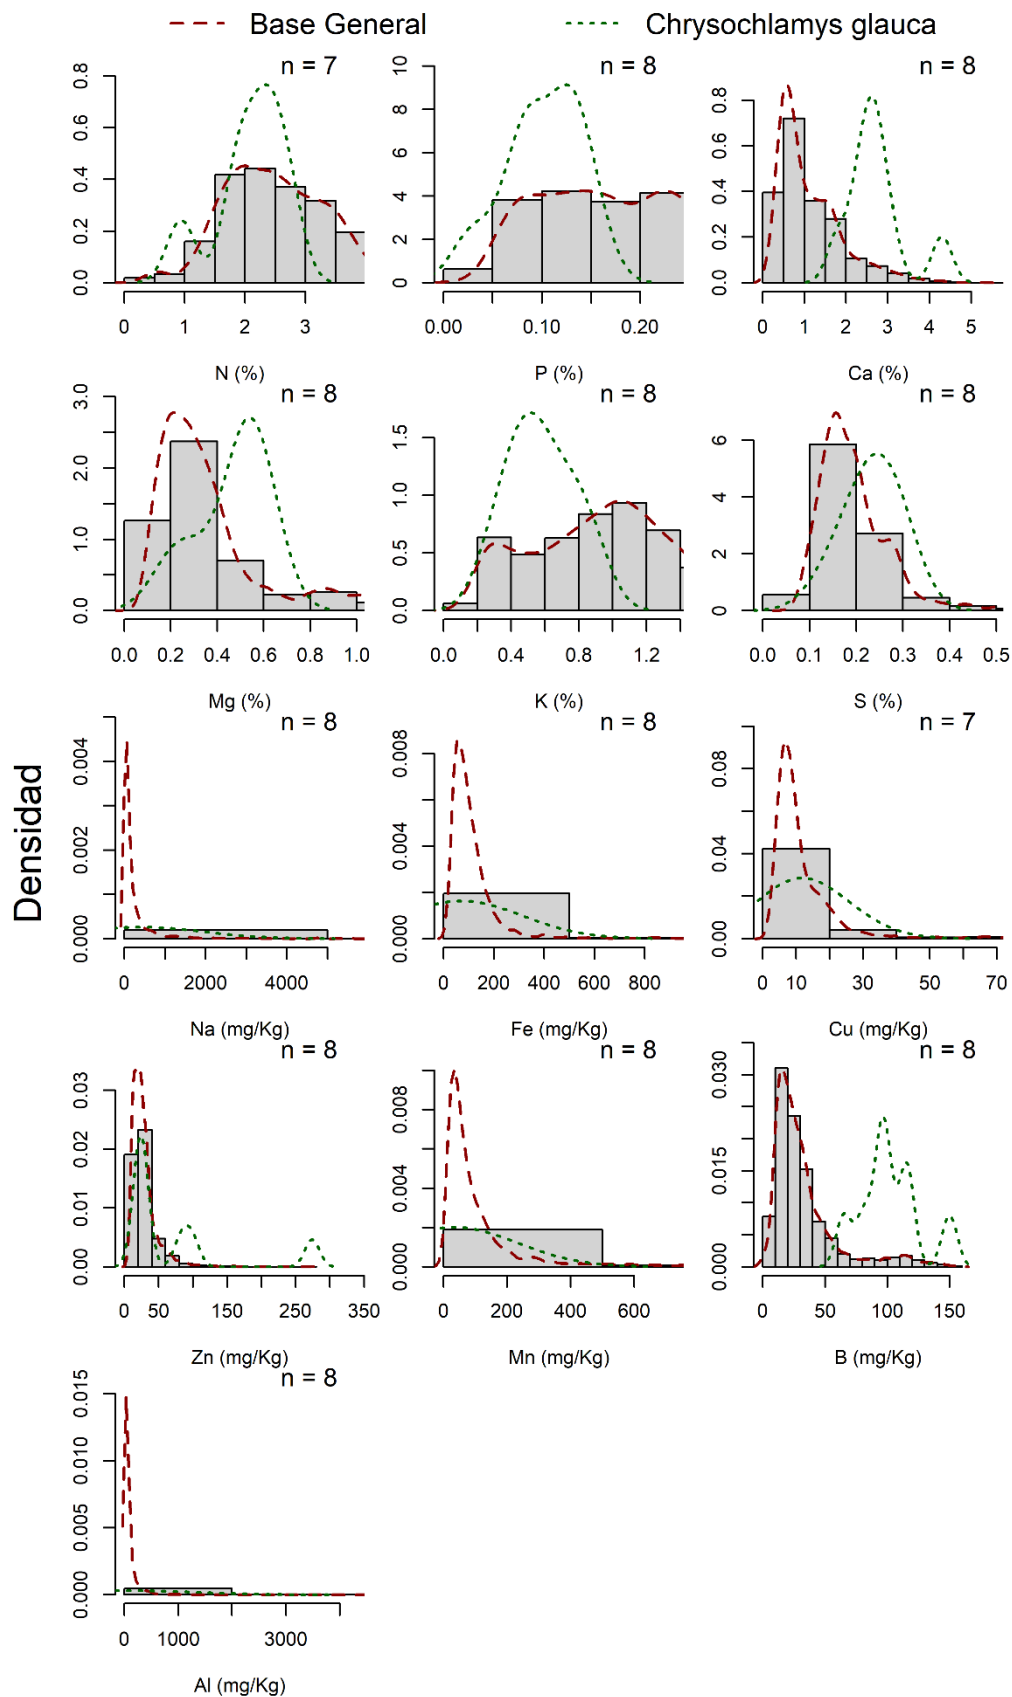 Base General    Chrysochlamys glauca
Densidad
n = 7
0.0 0.2 0.4 0.6 0.8
0 1 2 3
N (%)
n = 8
0 2 4 6 8 10
0.00 0.10 0.20
P (%)
n = 8
0.0 0.2 0.4 0.6 0.8
0 1 2 3 4 5
Ca (%)
n = 8
0.0 1.0 2.0 3.0
0.0 0.2 0.4 0.6 0.8 1.0
Mg (%)
n = 8
0.0 0.5 1.0 1.5
0.0 0.4 0.8 1.2
K (%)
n = 8
0 2 4 6
0.0 0.1 0.2 0.3 0.4 0.5
S (%)
n = 8
0.000 0.002 0.004
0 2000 4000
Na (mg/Kg)
n = 8
0.000 0.004 0.008
0 200 400 600 800
Fe (mg/Kg)
n = 7
0.00 0.04 0.08
0 10 30 50 70
Cu (mg/Kg)
n = 8
0.00 0.01 0.02 0.03
0 50 150 250 350
Zn (mg/Kg)
n = 8
0.000 0.004 0.008
0 200 400 600
Mn (mg/Kg)
n = 8
0.000 0.015 0.030
0 50 100 150
B (mg/Kg)
n = 8
0.000 0.005 0.010 0.015
0 1000 3000
Al (mg/Kg)